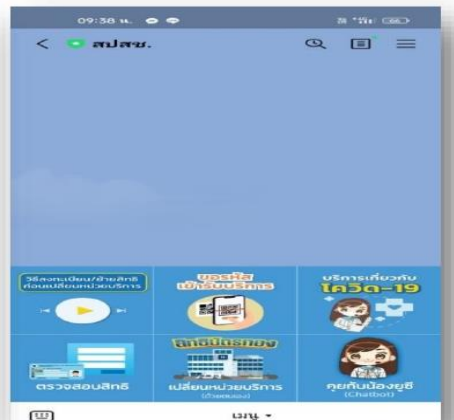 09:38 น.
สปสช.
วิธีลงทะเบียน/ย้ายสิทธิ
ก่อนเปลี่ยนหน่วยบริการ
ขอรหัส
เข้ารับบริการ
บริการเกี่ยวกับ
โควิด-19
ตรวจสอบสิทธิ
สิทธิบัตรทอง
เปลี่ยนหน่วยบริการ
(ด้วยตนเอง)
คุยกับน้องยูซี
(Chatbot)
เมนู